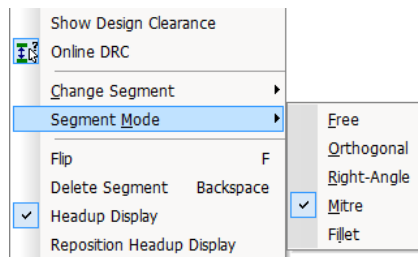 Show Design Clearance
Online DRC
Change Segment
Segment Mode
Free
Orthogonal
Right-Angle
Mitre
Fillet
Flip F
Delete Segment Backspace
Headup Display
Reposition Headup Display